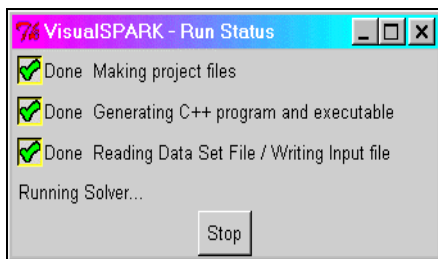 VisualSPARK - Run Status
Done Making project files
Done Generating C++ program and executable
Done Reading Data Set File / Writing Input file
Running Solver...
Stop